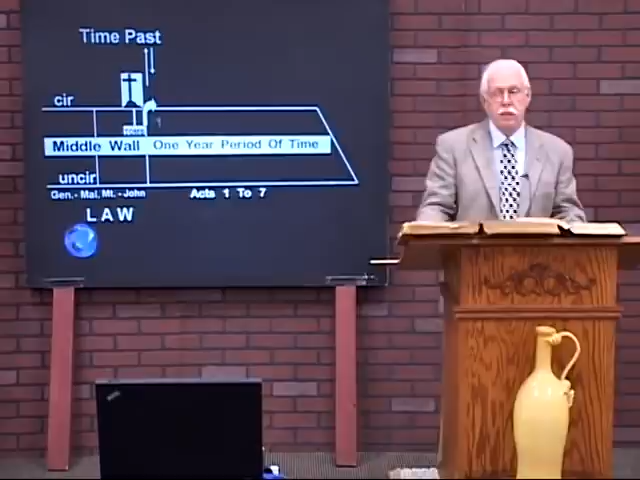 Time Past
cir
Middle Wall One Year Period Of Time
uncir
Gen.- Mal, Mt. - John Acts 1 To 7
LAW